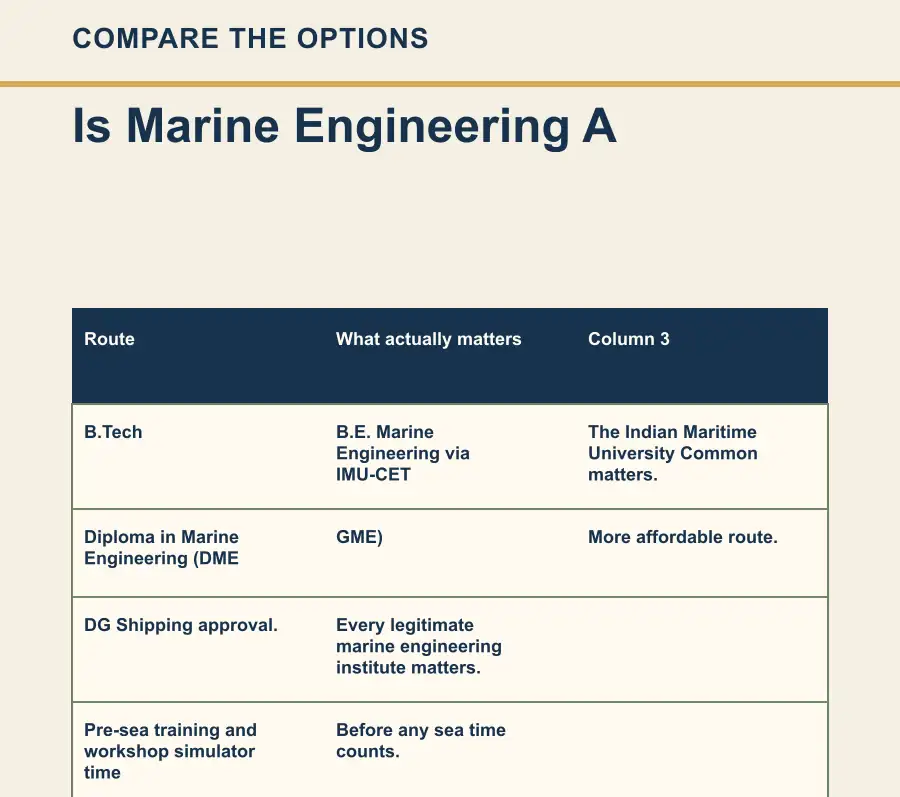 COMPARE THE OPTIONS
Is Marine Engineering A
Route
What actually matters
Column 3
B.Tech
B.E. Marine
Engineering via
IMU-CET
The Indian Maritime
University Common
matters.
Diploma in Marine
Engineering (DME
GME)
More affordable route.
DG Shipping approval.
Every legitimate
marine engineering
institute matters.
Pre-sea training and
workshop simulator
time
Before any sea time
counts.